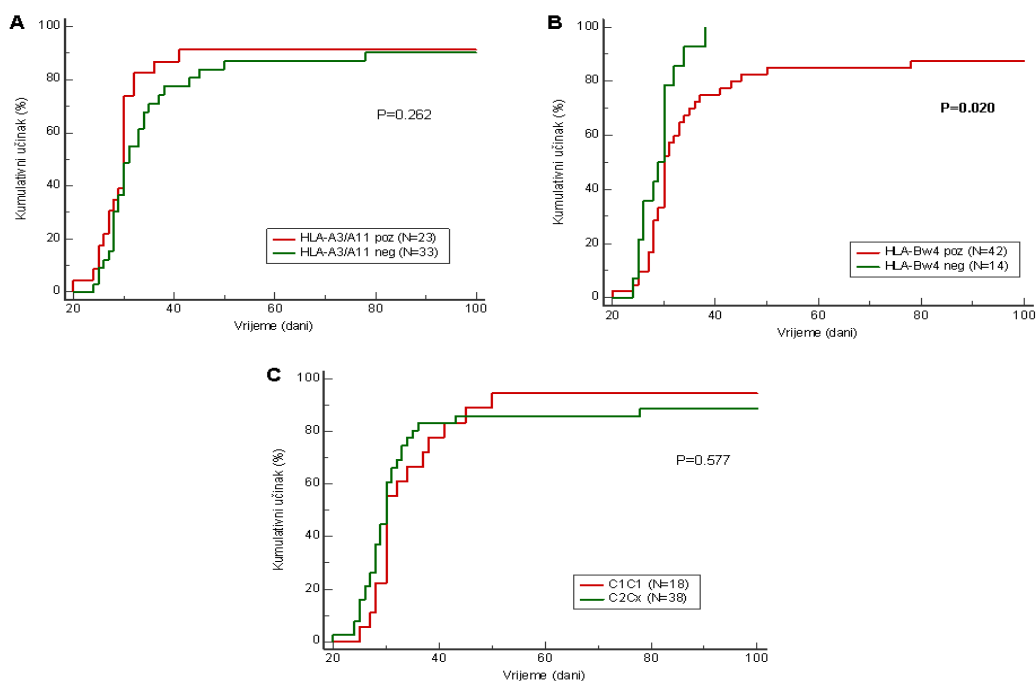 A
Kumulativni učinak (%)
100
80
60
40
20
0
P=0.262
HLA-A3/A11 poz (N=23)
HLA-A3/A11 neg (N=33)
20 40 60 80 100
Vrijeme (dani)
B
Kumulativni učinak (%)
100
80
60
40
20
0
P=0.020
HLA-Bw4 poz (N=42)
HLA-Bw4 neg (N=14)
20 40 60 80 100
Vrijeme (dani)
C
Kumulativni učinak (%)
100
80
60
40
20
0
P=0.577
C1C1 (N=18)
C2Cx (N=38)
20 40 60 80 100
Vrijeme (dani)